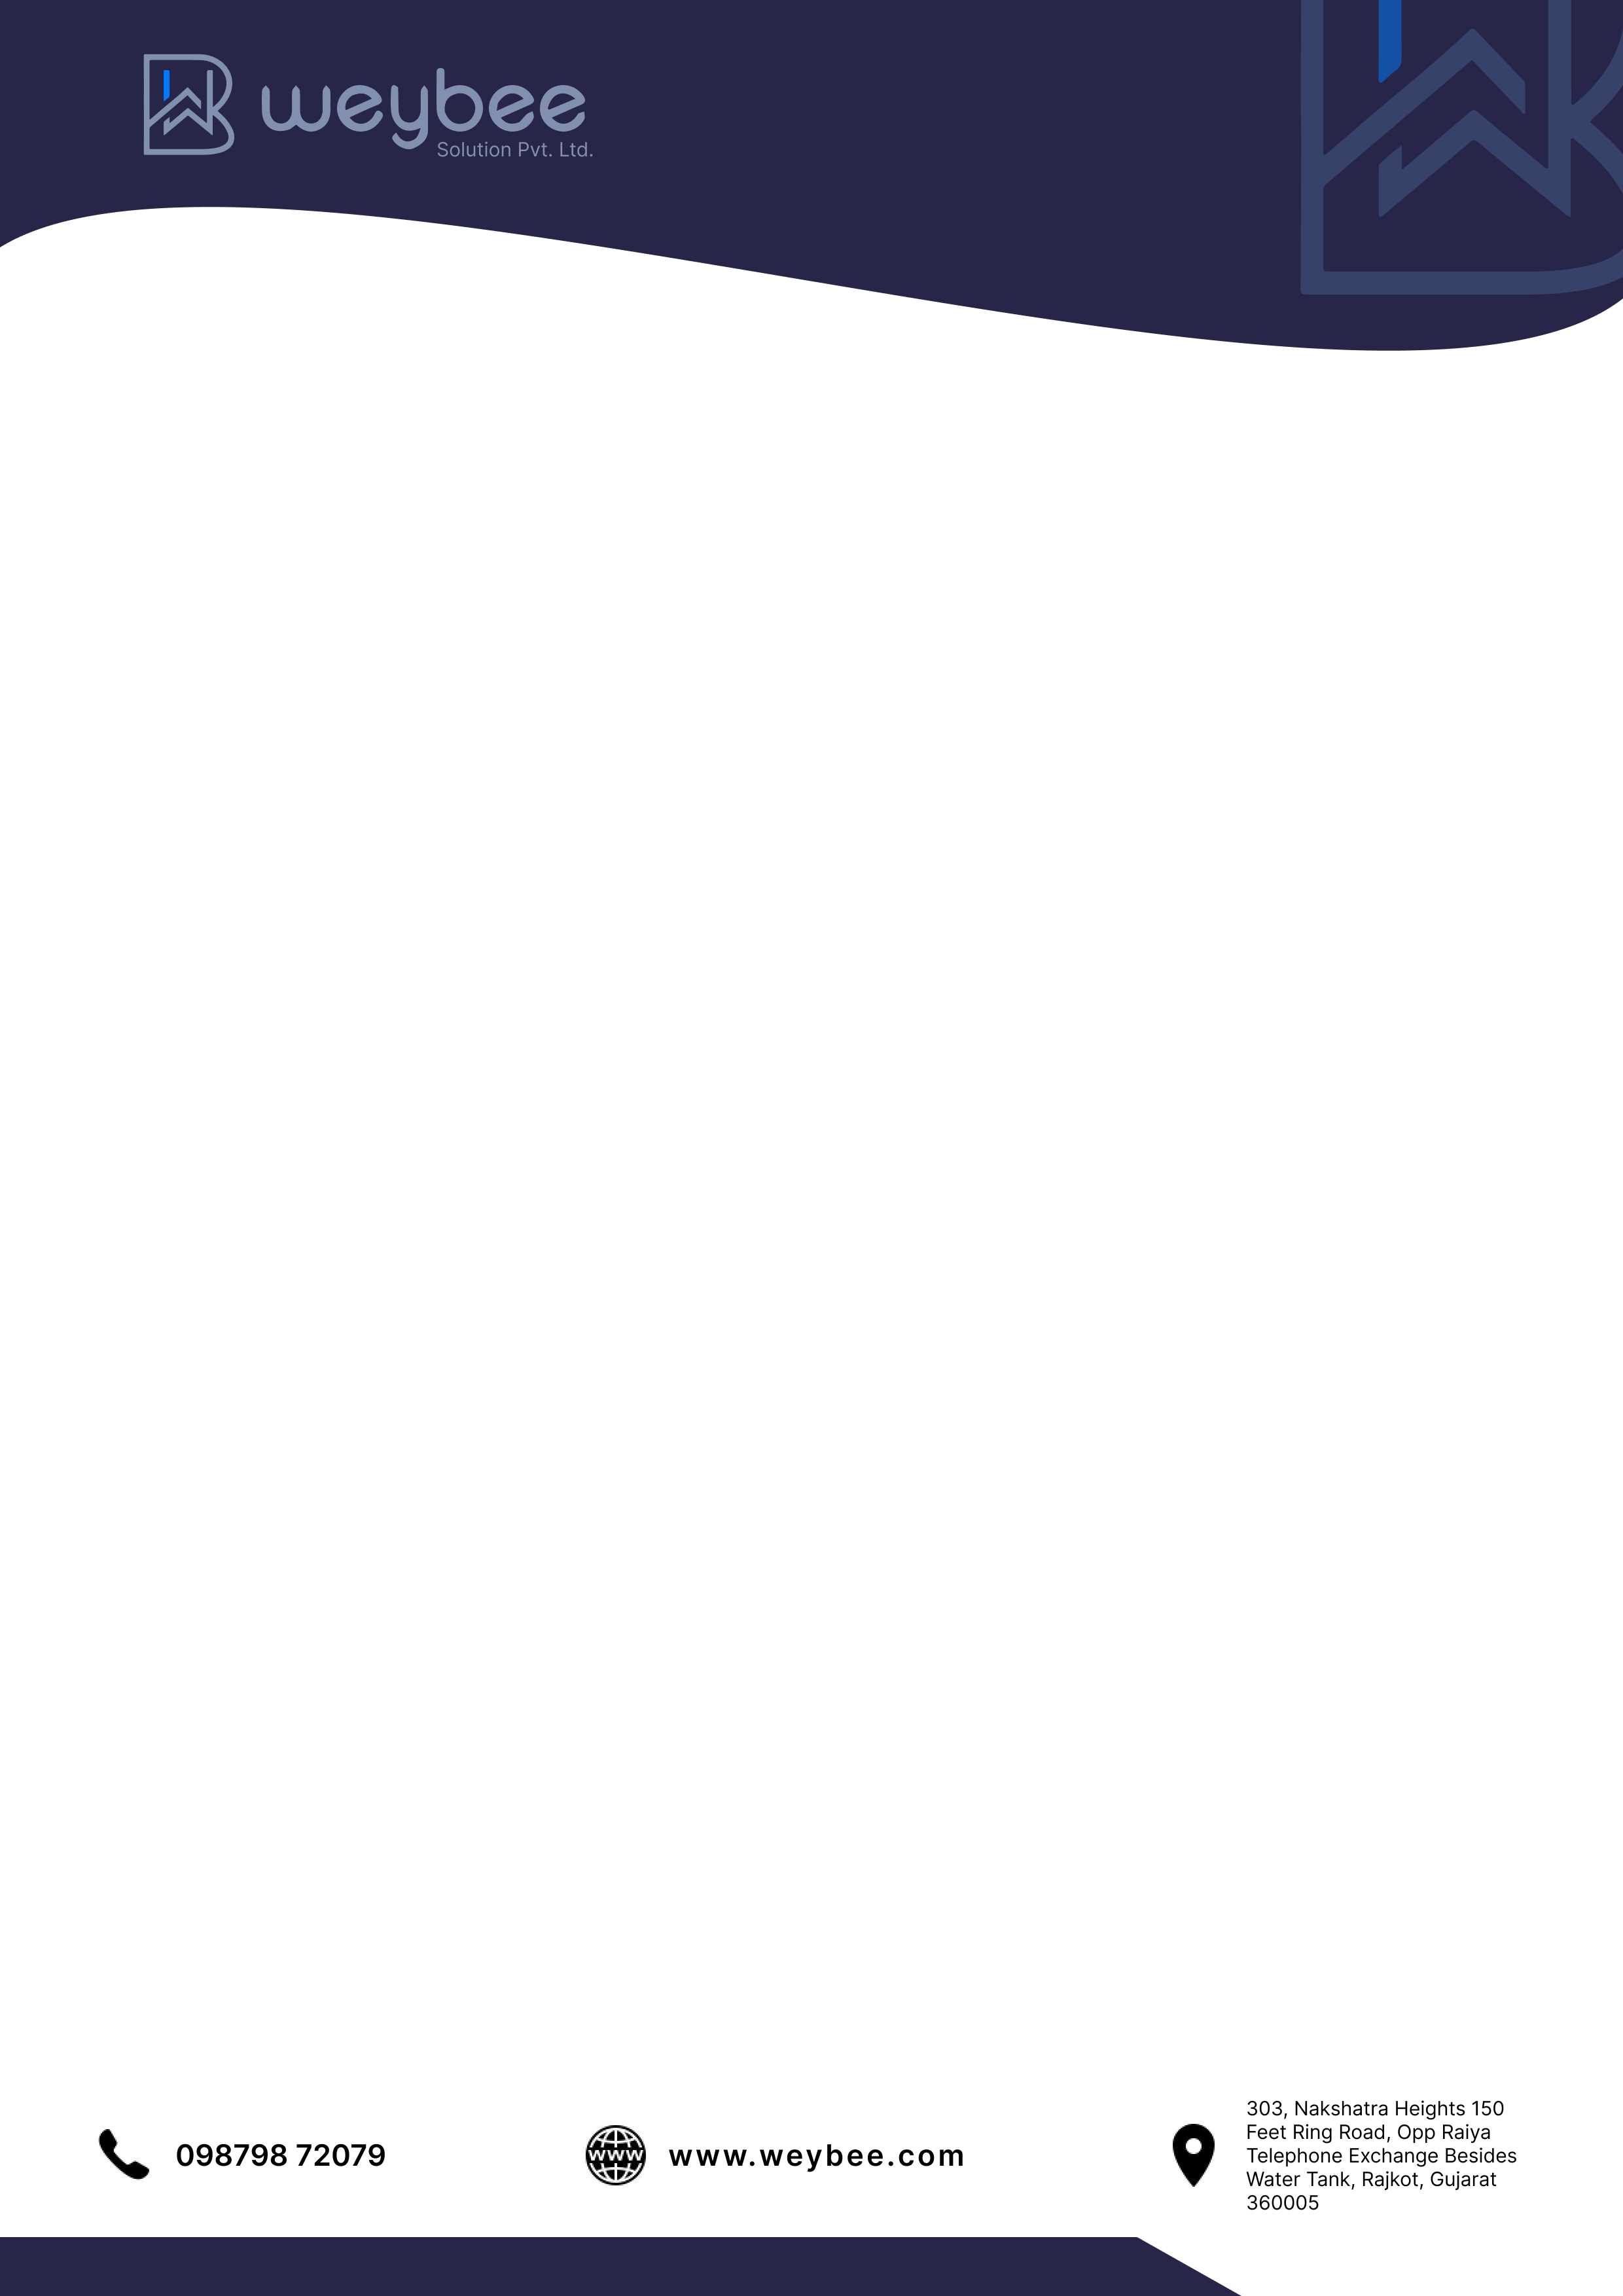 weybee
Solution Pvt. Ltd.
098798 72079
www
www.weybee.com
303, Nakshatra Heights 150
Feet Ring Road, Opp Raiya
Telephone Exchange Besides
Water Tank, Rajkot, Gujarat
360005